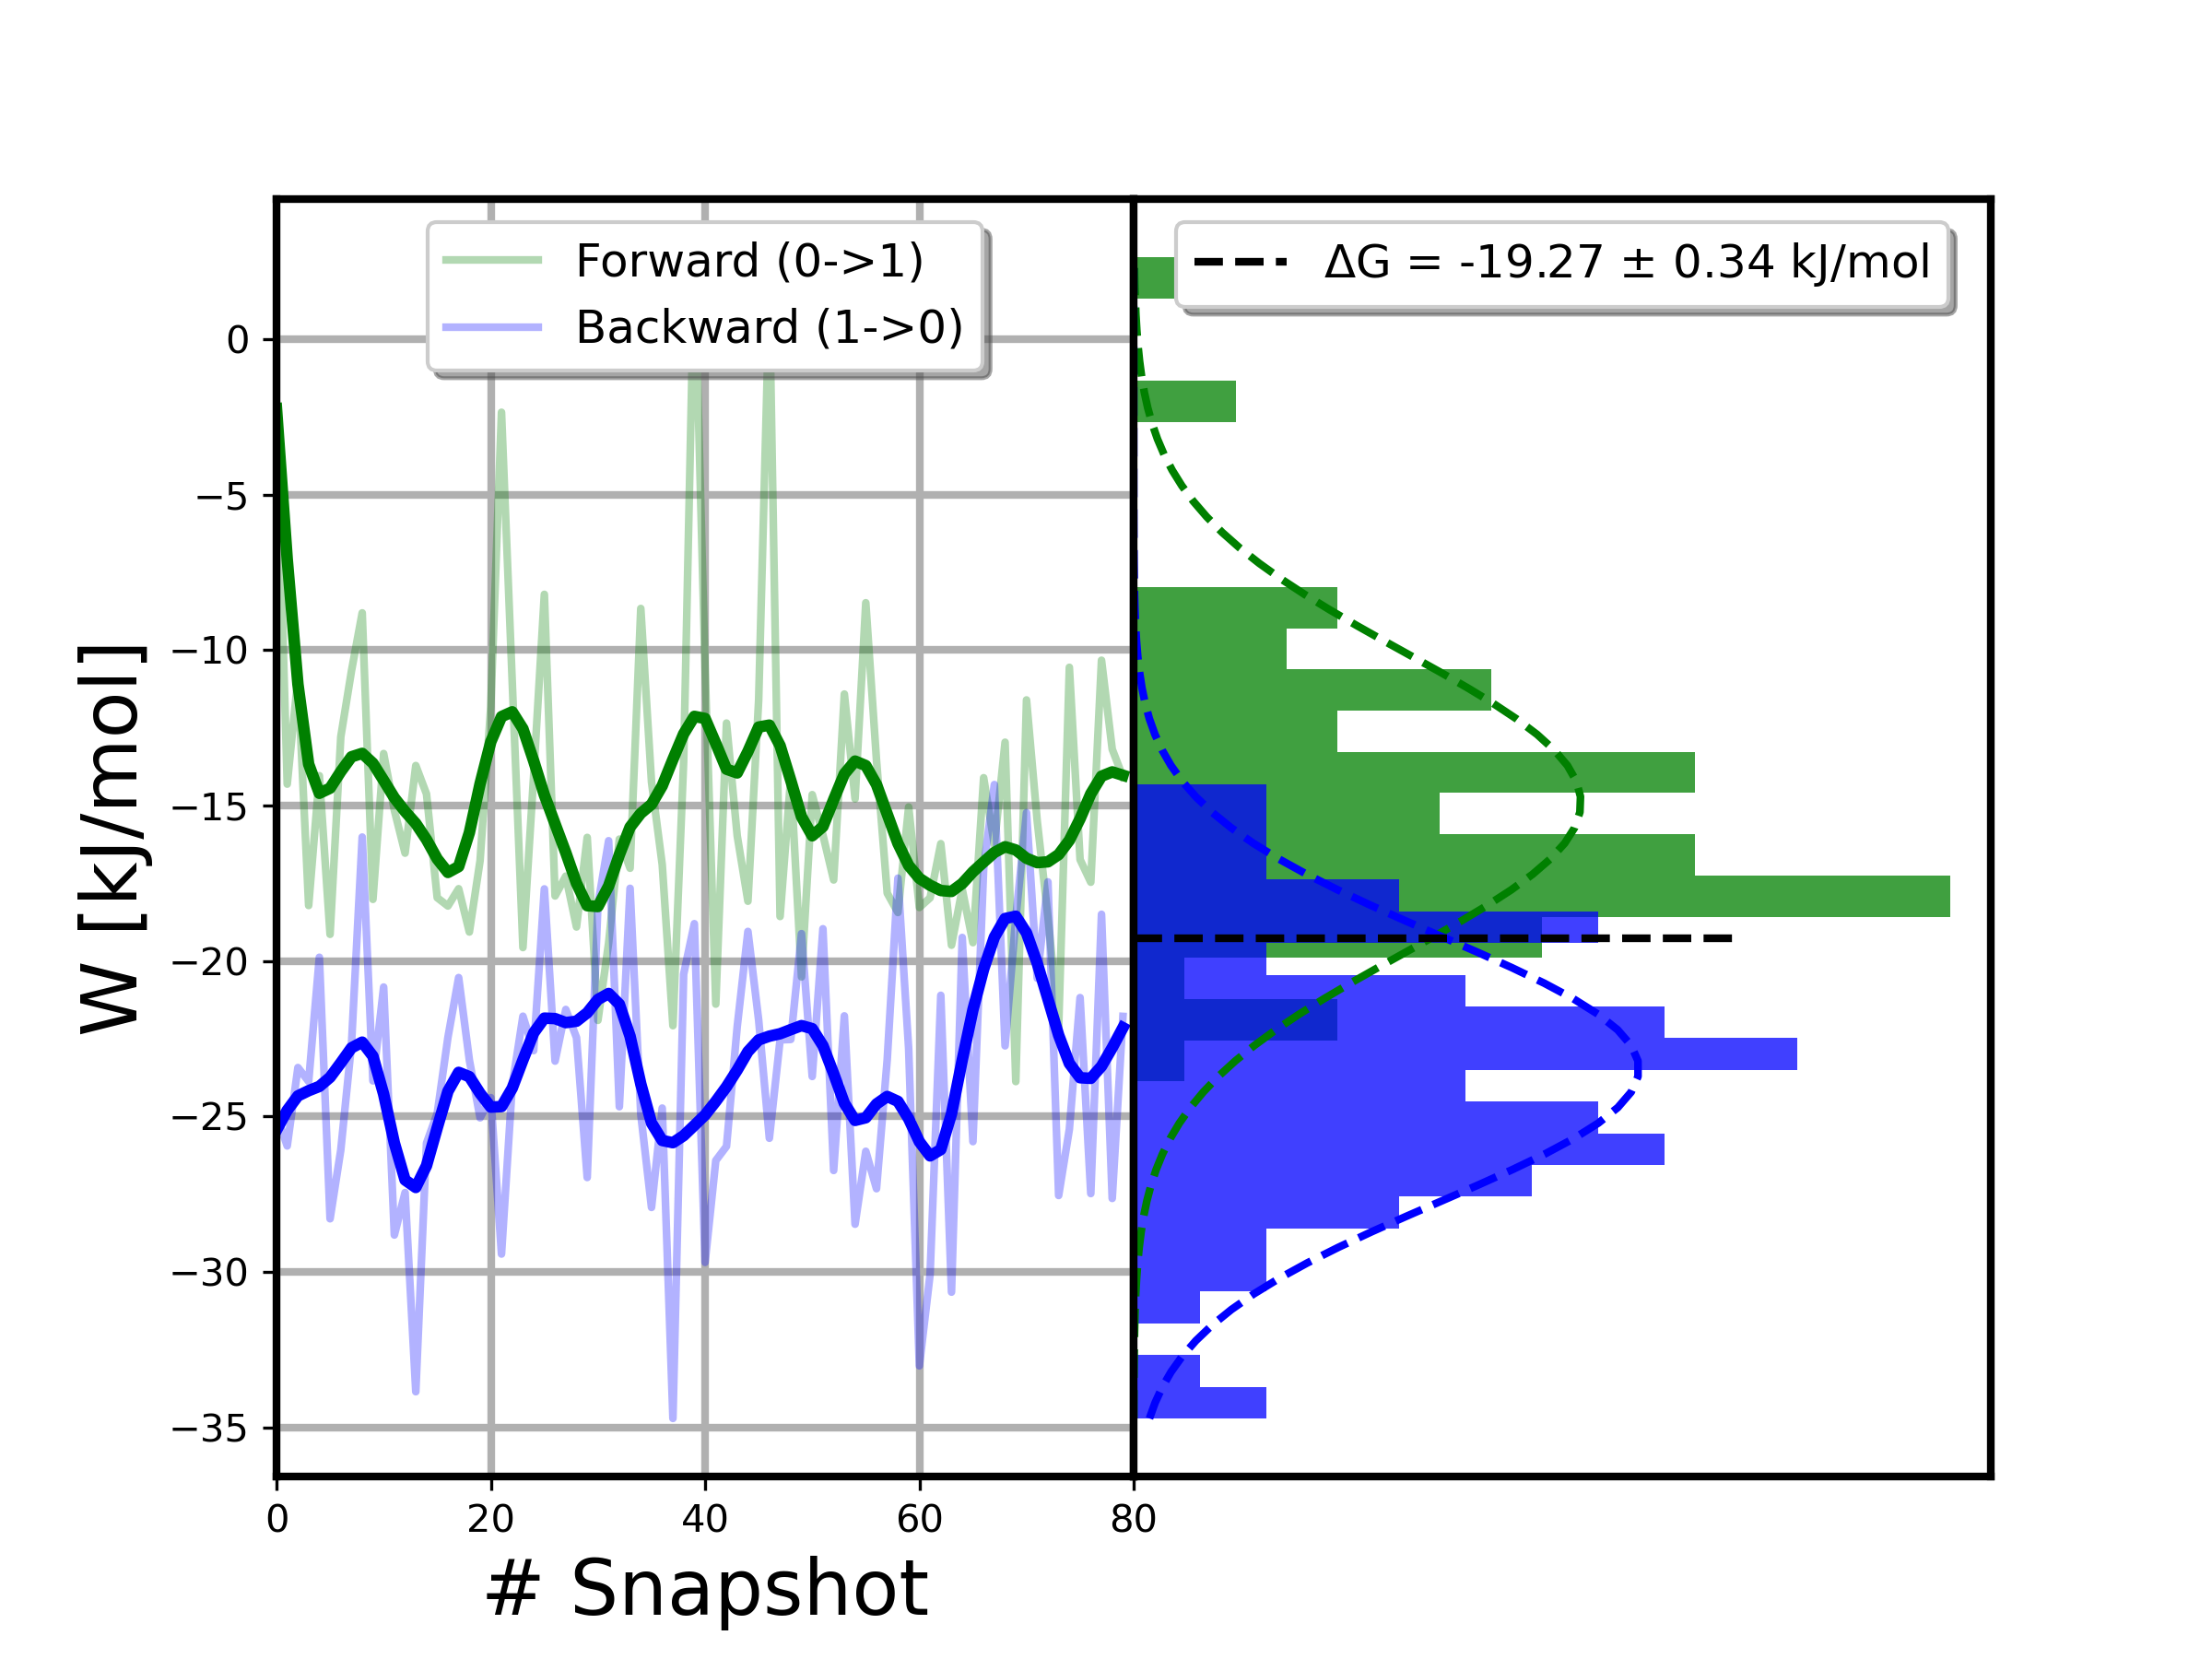 Forward (0->1)
Backward (1->0)
ΔG = -19.27 ± 0.34 kJ/mol
W [kJ/mol]
0
−5
−10
−15
−20
−25
−30
−35
0 20 40 60 80
# Snapshot